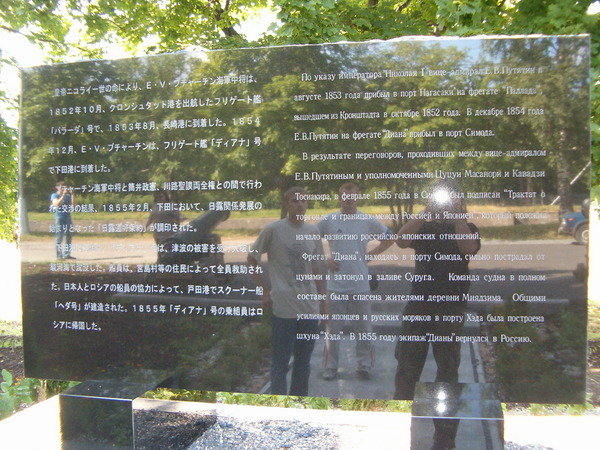 皇帝ニコライ一世の命により、E・V・プチャーチン海軍中将は、
1852年10月、クロンシュタット港を出航したフリゲート艦
「パラーダ」号で、1853年8月、長崎港に到着した。1854
年12月、E・V・プチャーチンは、フリゲート艦「ディアナ」号
で下田港に到着した。
プチャーチン海軍中将と筒井政憲、川路聖謨両全権との間で行わ
れた交渉の結果、1855年2月、下田において、日露関係発展の
始まりとなった「日露
が調印された。
「下田
は、津波の被害を受け
駿河湾で沈没した。船員は、宮島村等の住民によって全員救助され
た。日本人とロシアの船員の協力によって、戸田港でスクーナー船
「ヘダ号」が建造された。1855年「ディアナ」号の乗組員はロ
シアに帰国した。
По указу императора Николая I вице-адмирал Е.В.Путятин в
августе 1853 года прибыл в порт Нагасаки на фрегате "Паллада",
вышедшем из Кронштадта в октябре 1852 года. В декабре 1854 года
Е.В.Путятин на фрегате "Диана" прибыл в порт Симода.
В результате переговоров, проходивших между вице-адмиралом
Е.В.Путятиным и уполномоченными Цуцуи Масанори и Кавадзи
Тосиакира, в феврале 1855 года в
был подписан "Трактат о
торговле и границах между Россией и Японией", который положил
начало развитию российско-японских отношений.
Фрегат "Диана", находясь в порту Симода, сильно пострадал от
цунами и затонул в заливе Суруга. Команда судна в полном
составе была спасена жителями деревни Миядзима. Общими
усилиями японцев и русских моряков в порту Хэда была построена
шхуна "Хэда". В 1855 году экипаж "Дианы" вернулся в Россию.